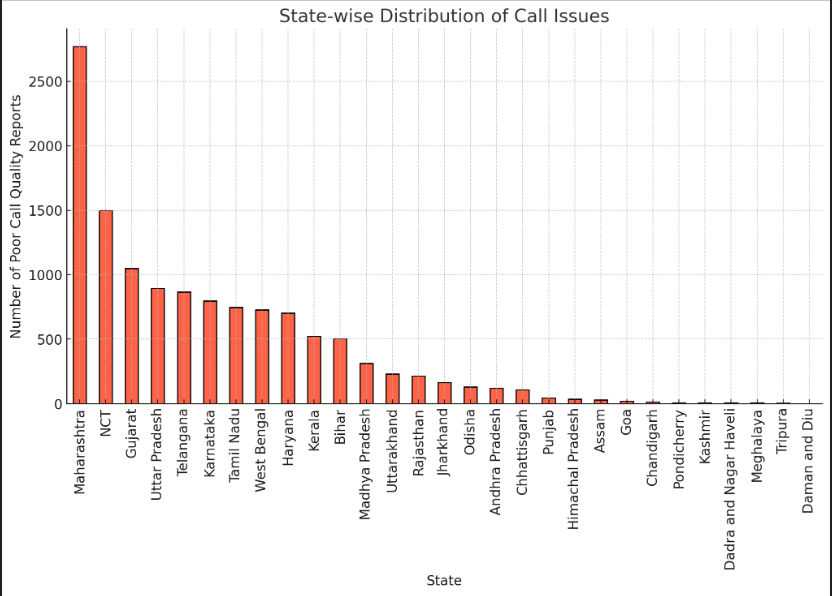 State-wise Distribution of Call Issues
Number of Poor Call Quality Reports
2500
2000
1500
1000
500
0
Maharashtra
NCT
Gujarat
Uttar Pradesh
Telangana
Karnataka
Tamil Nadu
West Bengal
Haryana
Kerala
Bihar
Madhya Pradesh
Uttarakhand
Rajasthan
Jharkhand
Odisha
Andhra Pradesh
Chhattisgarh
Punjab
Himachal Pradesh
Assam
Goa
Chandigarh
Pondicherry
Kashmir
Dadra and Nagar Haveli
Meghalaya
Tripura
Daman and Diu
State